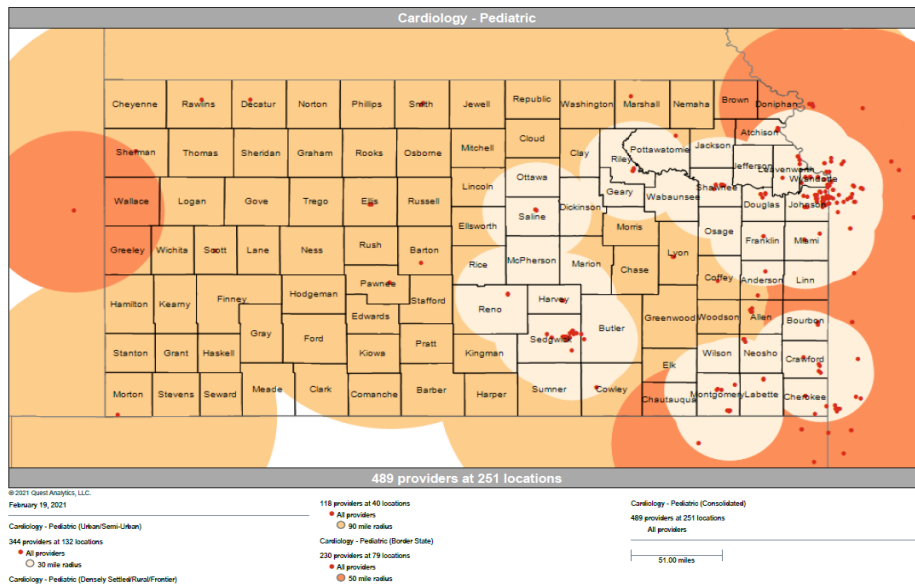 Cardiology - Pediatric
Cheyenne Rawlins Decatur Norton Phillips Smith Jewell Republic Washington Marshall Nemaha Brown Doniphan
Sherman Thomas Sheridan Graham Rooks Osborne Mitchell Cloud Clay Riley Pottawatomie Jackson Atchison
Jefferson Leavenworth Wyandotte
Wallace Logan Gove Trego Ellis Russell Lincoln Ottawa Geary Wabaunsee Shawnee Douglas Johnson
Saline Dickinson Ellsworth Morris Osage
Greeley Wichita Scott Lane Ness Rush Barton Rice McPherson Marion Chase Lyon Franklin Miami
Hamilton Kearny Finney Hodgeman Pawnee Stafford Reno Harvey Coffey Anderson Linn
Gray Ford Edwards Pratt Sedgwick Butler Greenwood Woodson Allen Bourbon
Stanton Grant Haskell Kiowa Kingman Elk Wilson Neosho Crawford
Morton Stevens Seward Meade Clark Comanche Barber Harper Sumner Cowley Chautauqua Montgomery Labette Cherokee
489 providers at 251 locations
© 2021 Quest Analytics, LLC.
February 19, 2021
Cardiology - Pediatric (Urban/Semi-Urban)
344 providers at 132 locations
All providers
30 mile radius
Cardiology - Pediatric (Densely Settled/Rural/Frontier)
118 providers at 40 locations
All providers
90 mile radius
Cardiology - Pediatric (Border State)
230 providers at 79 locations
All providers
50 mile radius
Cardiology - Pediatric (Consolidated)
489 providers at 251 locations
All providers
51.00 miles